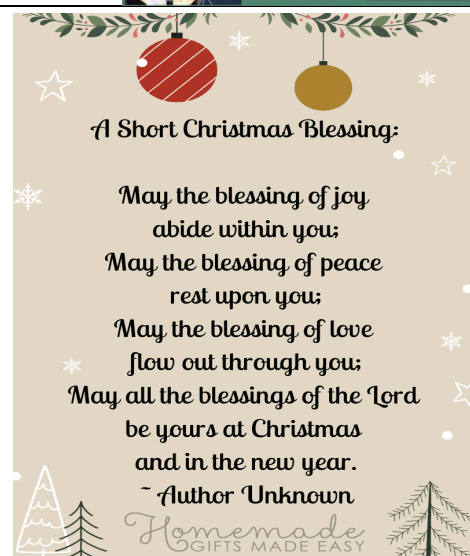 A Short Christmas Blessing:
May the blessing of joy
abide within you;
May the blessing of peace
rest upon you;
May the blessing of love
flow out through you;
May all the blessings of the Lord
be yours at Christmas
and in the new year.
~ Author Unknown
Homemade
GIFTS MADE EASY